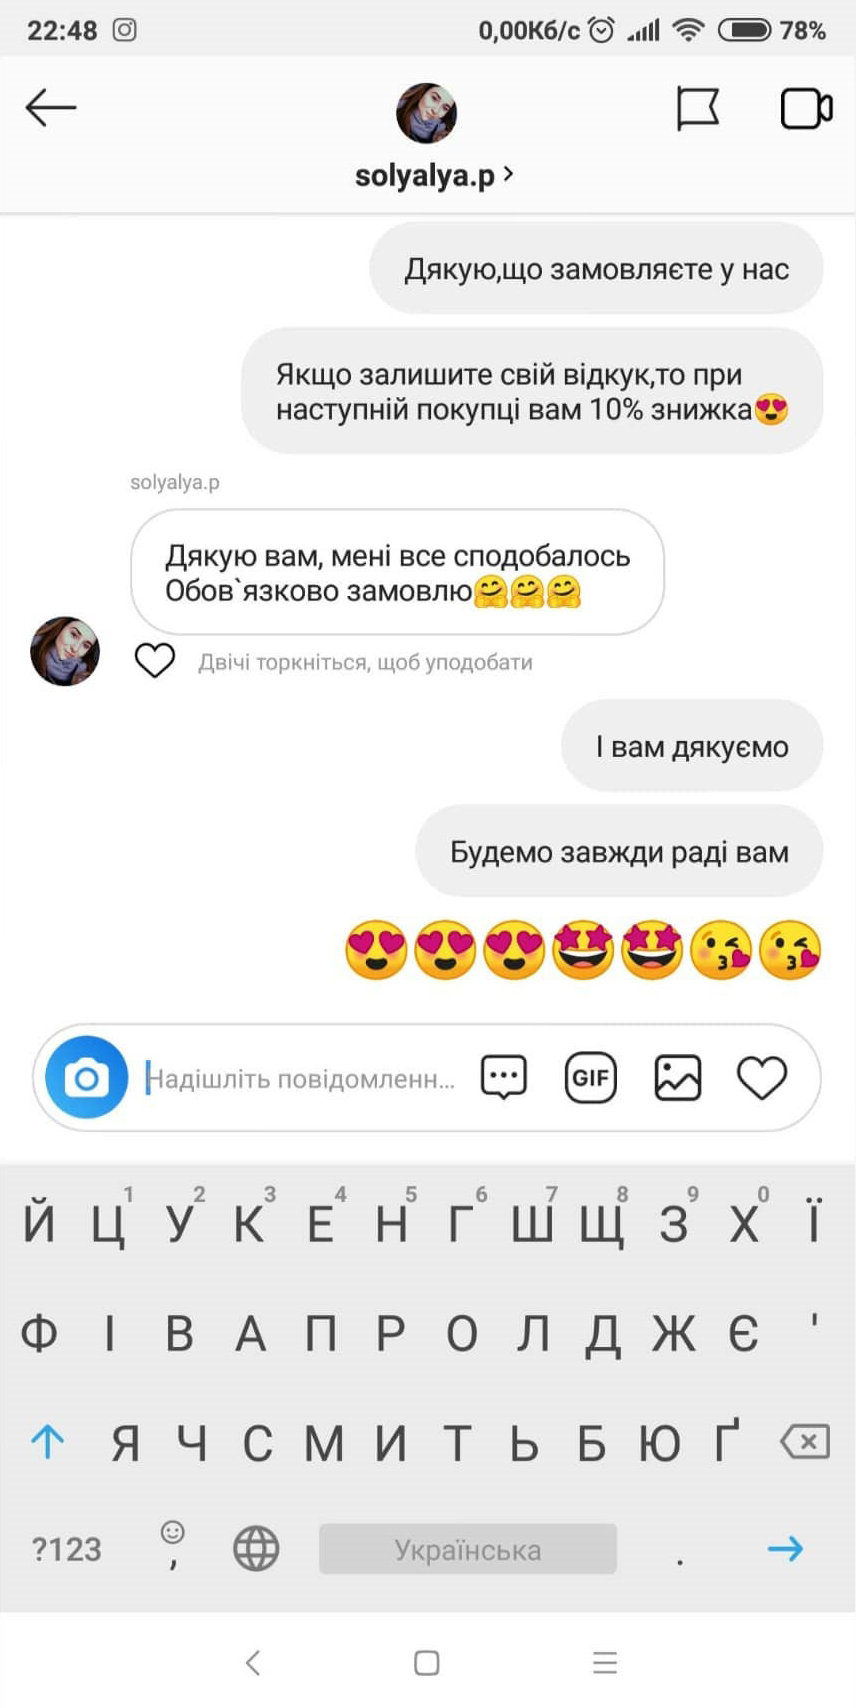 22:48
0,00Кб/с
78%
solyalya.p
Дякую,що замовляєте у нас
Якщо залишите свій відкук,то при
наступній покупці вам 10% знижка😍
solyalya.p
Дякую вам, мені все сподобалось
Обов`язково замовлю🤗🤗🤗
Двічі торкніться, щоб уподобати
І вам дякуємо
Будемо завжди раді вам
😍😍😍🤩🤩😘😘
Надішліть повідомленн...
GIF
1 2 3 4 5 6 7 8 9 0
Й Ц У К Е Н Г Ш Щ З Х Ї
Ф І В А П Р О Л Д Ж Є '
Я Ч С М И Т Ь Б Ю Ґ
?123 , Українська .